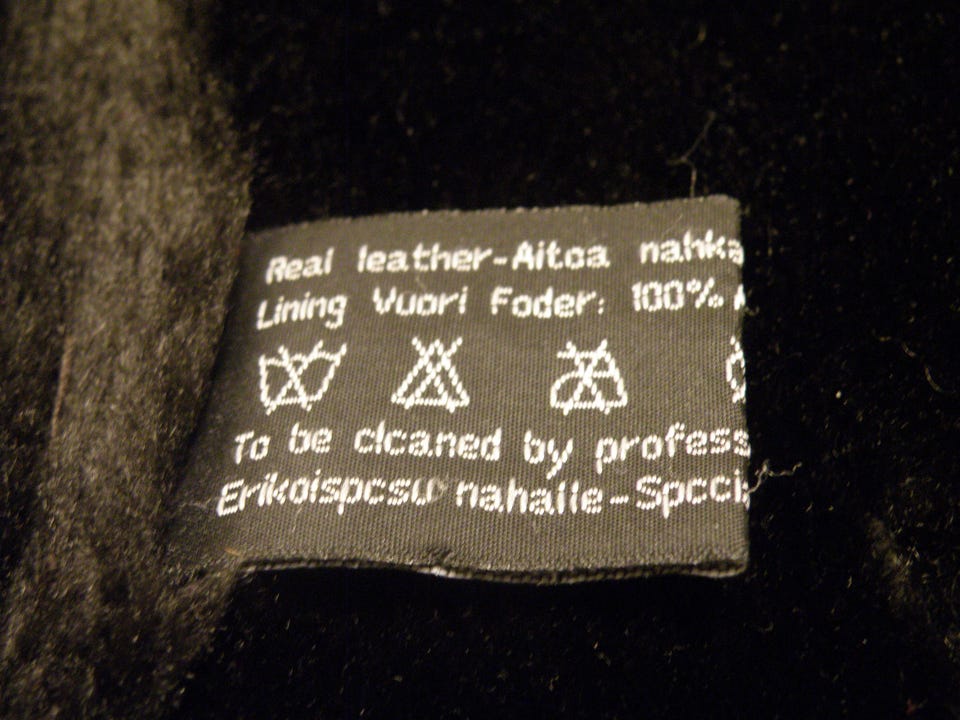 Real leather-Aitoa nahka
Lining Vuori Foder: 100%
To be cleaned by profess
Erikoispesu nahalle-Speci